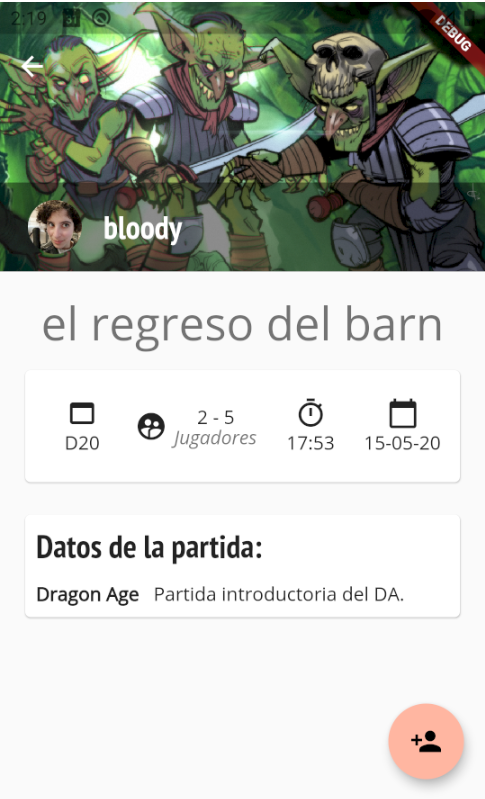 2:19
DEBUG
bloody
el regreso del barn
D20
2 - 5
Jugadores
17:53
15-05-20
Datos de la partida:
Dragon Age Partida introductoria del DA.